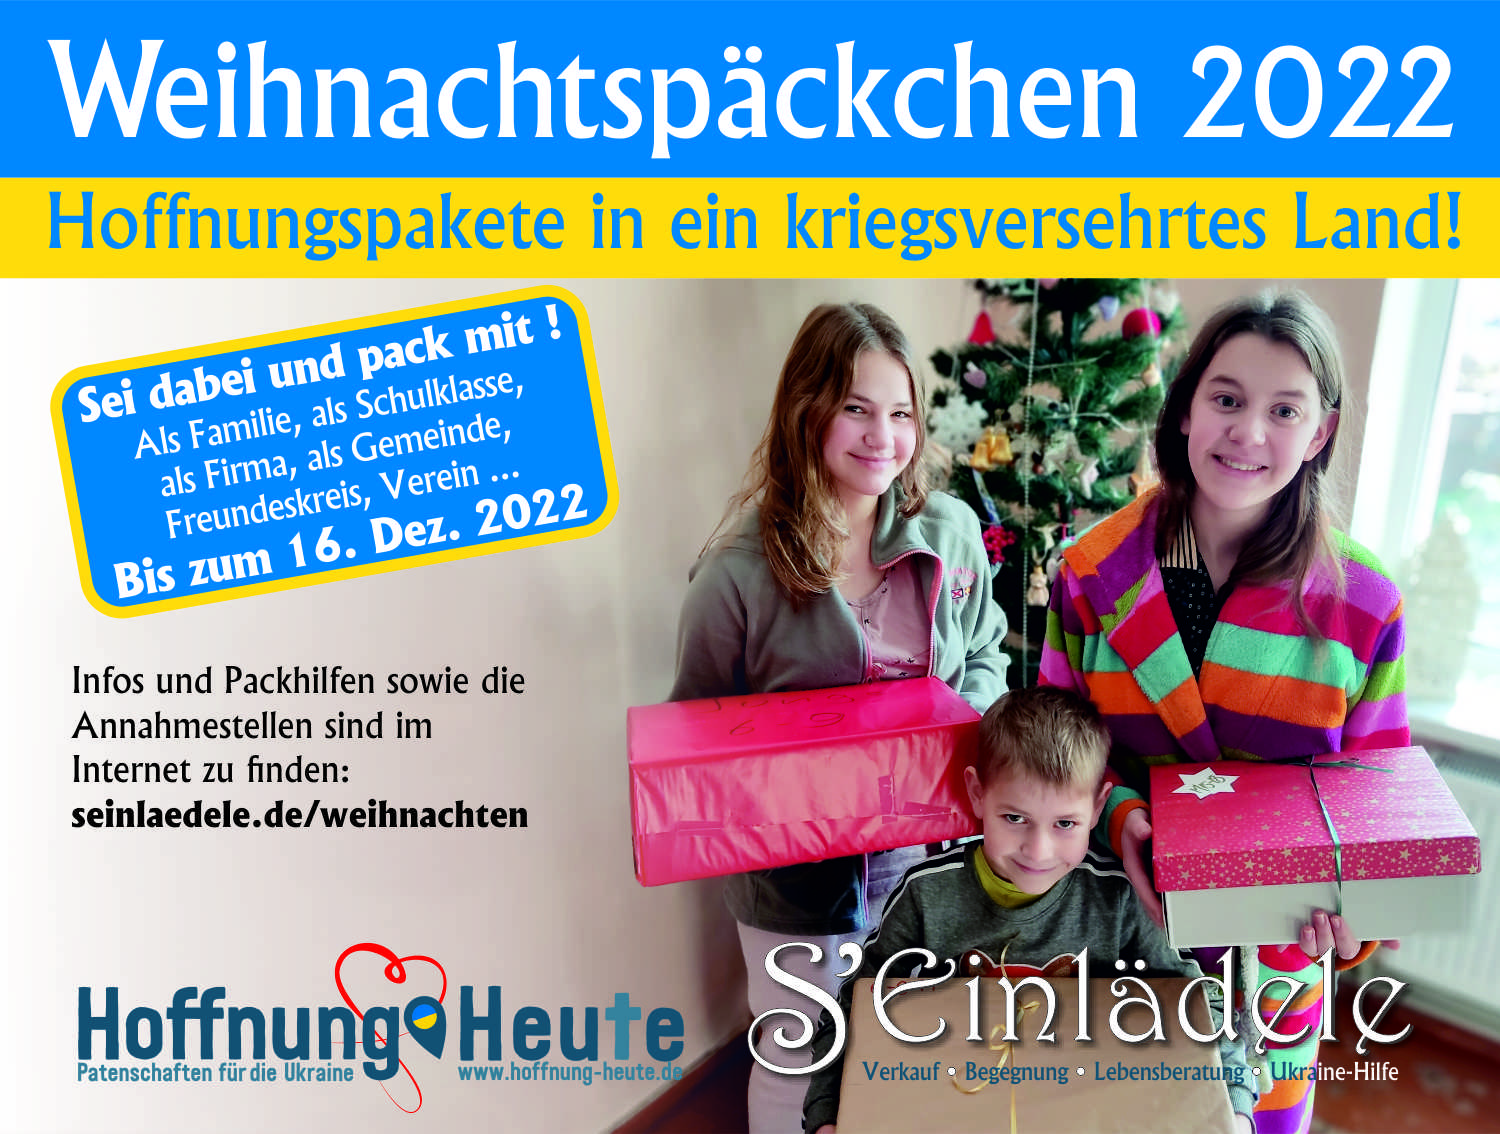 Weihnachtspäckchen 2022
Hoffnungspakete in ein kriegsversehrtes Land!
Sei dabei und pack mit !
Als Familie, als Schulklasse,
als Firma, als Gemeinde,
Freundeskreis, Verein ...
Bis zum 16. Dez. 2022
Infos und Packhilfen sowie die
Annahmestellen sind im
Internet zu finden:
seinlaedele.de/weihnachten
Hoffnung Heute
Patenschaften für die Ukraine
www.hoffnung-heute.de
S'Einlädele
Verkauf • Begegnung • Lebensberatung • Ukraine-Hilfe